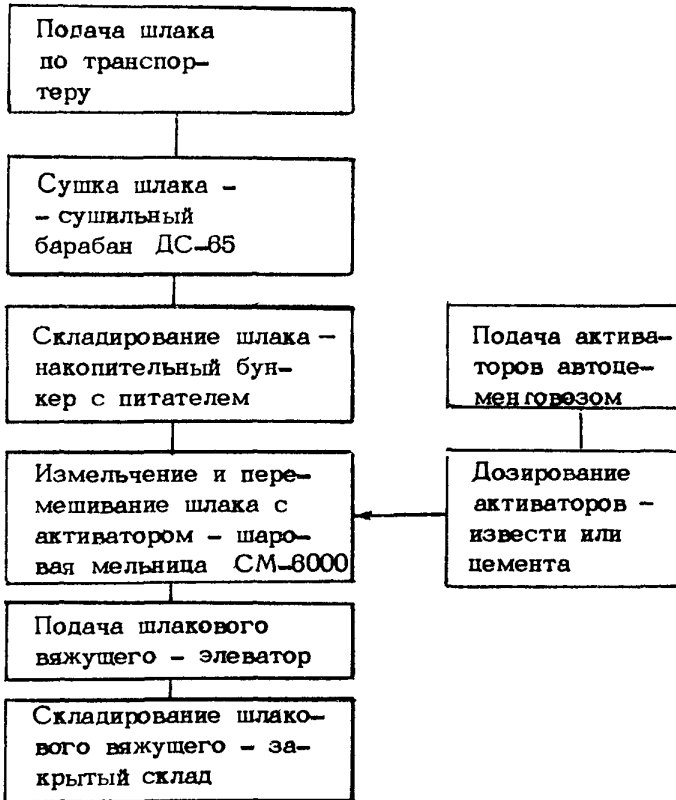 Подача шлака
по транспор-
теру
Сушка шлака -
- сушильный
барабан ДС-65
Складирование шлака -
накопительный бун-
кер с питателем
Измельчение и пере-
мешивание шлака с
активатором - шаро-
вая мельница СМ-6000
Подача шлакового
вяжущего - элеватор
Складирование шлако-
вого вяжущего - за-
крытый склад
Подача актива-
торов автоце-
ментовозом
Дозирование
активаторов -
извести или
цемента